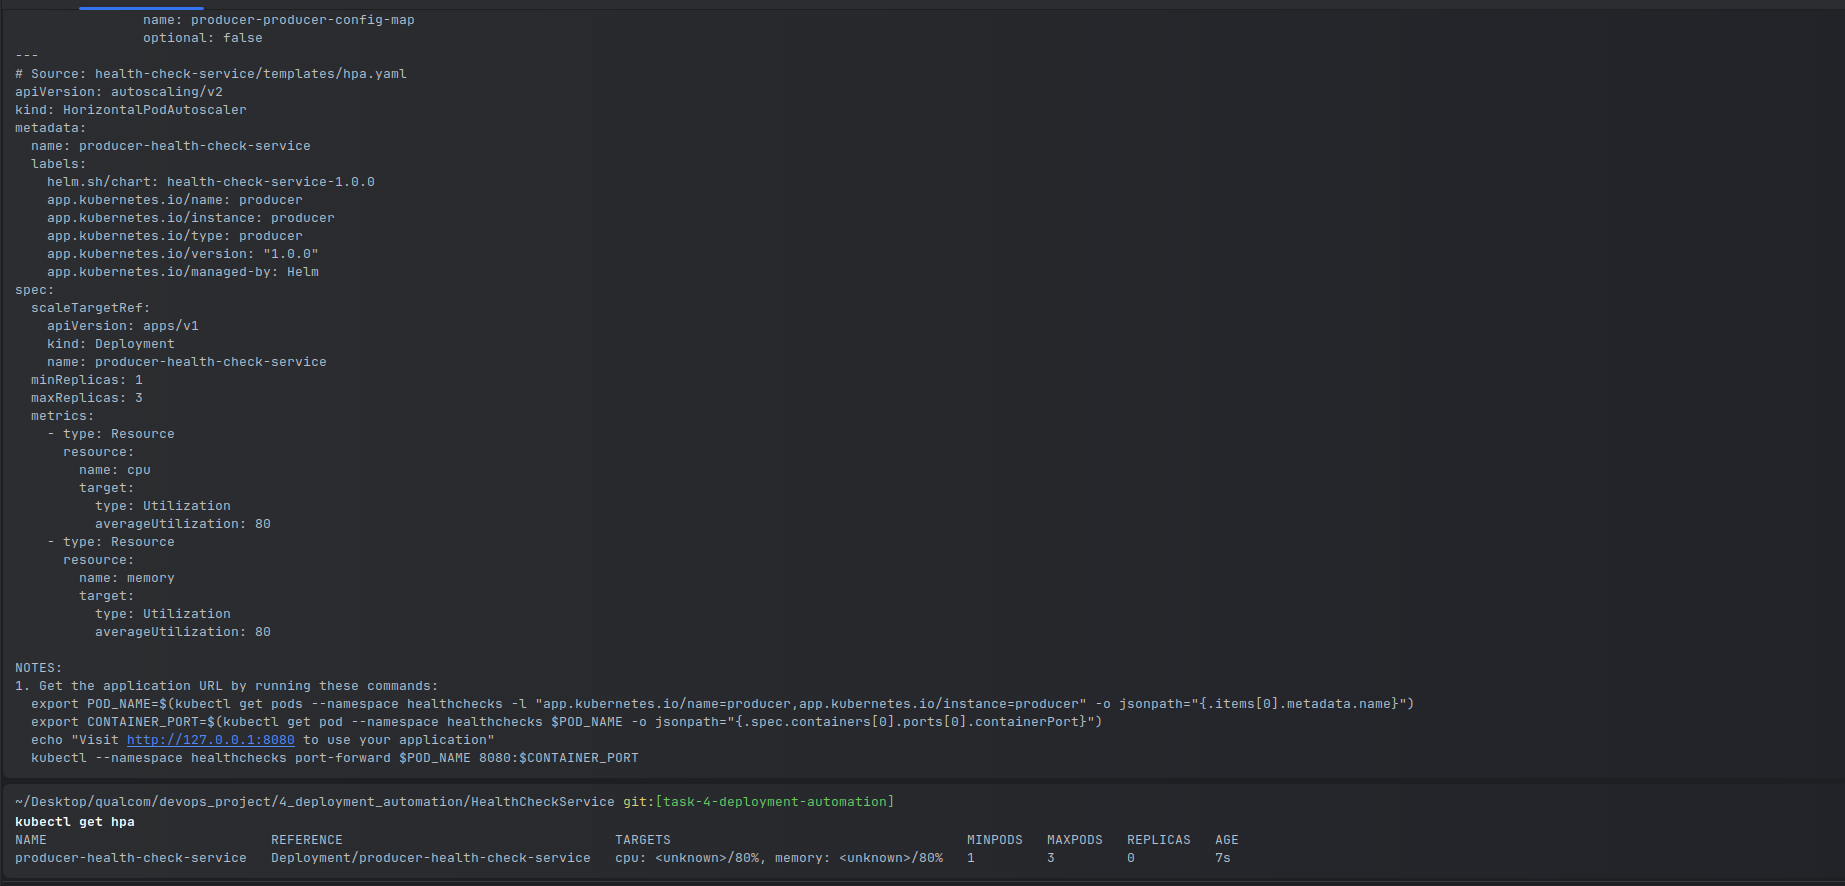 name: producer-producer-config-map
                optional: false
---
# Source: health-check-service/templates/hpa.yaml
apiVersion: autoscaling/v2
kind: HorizontalPodAutoscaler
metadata:
  name: producer-health-check-service
  labels:
    helm.sh/chart: health-check-service-1.0.0
    app.kubernetes.io/name: producer
    app.kubernetes.io/instance: producer
    app.kubernetes.io/type: producer
    app.kubernetes.io/version: "1.0.0"
    app.kubernetes.io/managed-by: Helm
spec:
  scaleTargetRef:
    apiVersion: apps/v1
    kind: Deployment
    name: producer-health-check-service
  minReplicas: 1
  maxReplicas: 3
  metrics:
    - type: Resource
      resource:
        name: cpu
        target:
          type: Utilization
          averageUtilization: 80
    - type: Resource
      resource:
        name: memory
        target:
          type: Utilization
          averageUtilization: 80

NOTES:
1. Get the application URL by running these commands:
  export POD_NAME=$(kubectl get pods --namespace healthchecks -l "app.kubernetes.io/name=producer,app.kubernetes.io/instance=producer" -o jsonpath="{.items[0].metadata.name}")
  export CONTAINER_PORT=$(kubectl get pod --namespace healthchecks $POD_NAME -o jsonpath="{.spec.containers[0].ports[0].containerPort}")
  echo "Visit http://127.0.0.1:8080 to use your application"
  kubectl --namespace healthchecks port-forward $POD_NAME 8080:$CONTAINER_PORT
~/Desktop/qualcom/devops_project/4_deployment_automation/HealthCheckService git:[task-4-deployment-automation]
kubectl get hpa
NAME                            REFERENCE                                  TARGETS                                     MINPODS   MAXPODS   REPLICAS   AGE
producer-health-check-service   Deployment/producer-health-check-service   cpu: <unknown>/80%, memory: <unknown>/80%   1         3         0          7s